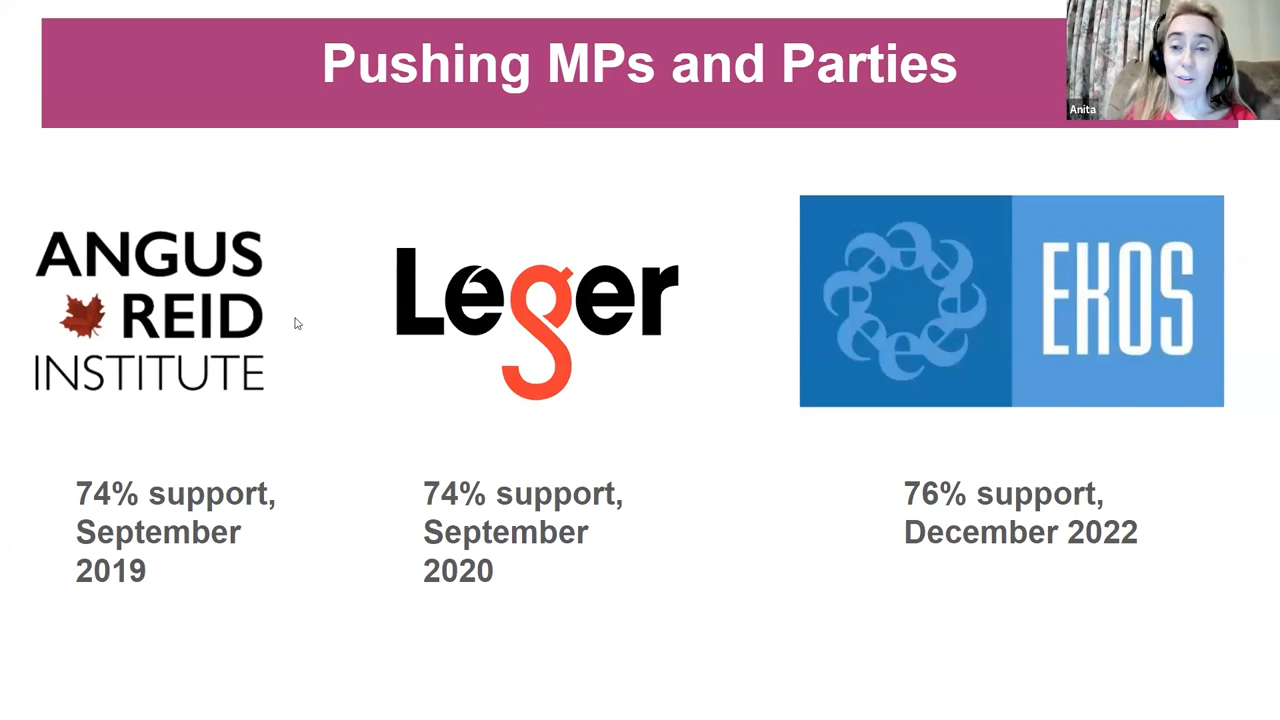 Pushing MPs and Parties
Anita
ANGUS
REID
INSTITUTE
Leger
EKOS
74% support,
September
2019
74% support,
September
2020
76% support,
December 2022